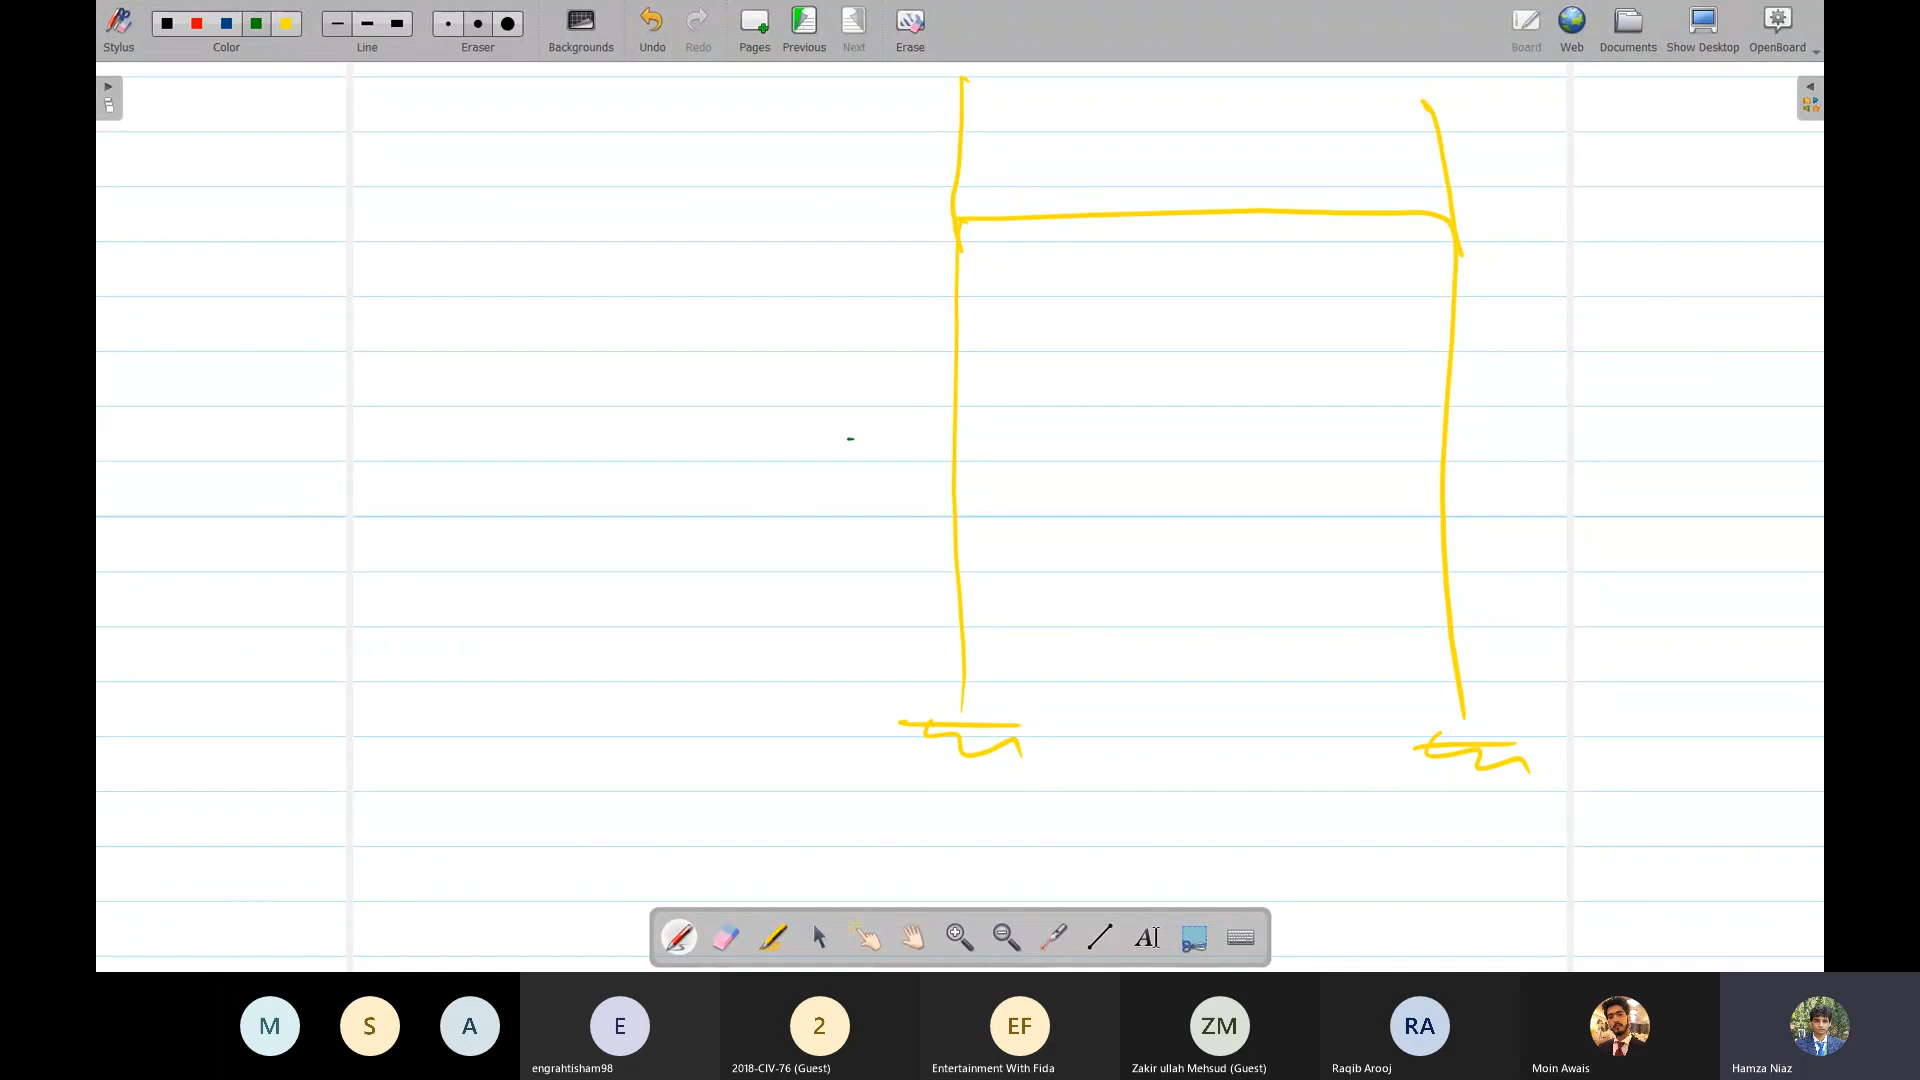 Stylus
Color
Line
Eraser
Backgrounds
Undo
Redo
Pages
Previous
Next
Erase
Board
Web
Documents
Show Desktop
OpenBoard
A
M
S
A
E
2
EF
ZM
RA
engrahtisham98
2018-CIV-76 (Guest)
Entertainment With Fida
Zakir ullah Mehsud (Guest)
Raqib Arooj
Moin Awais
Hamza Niaz